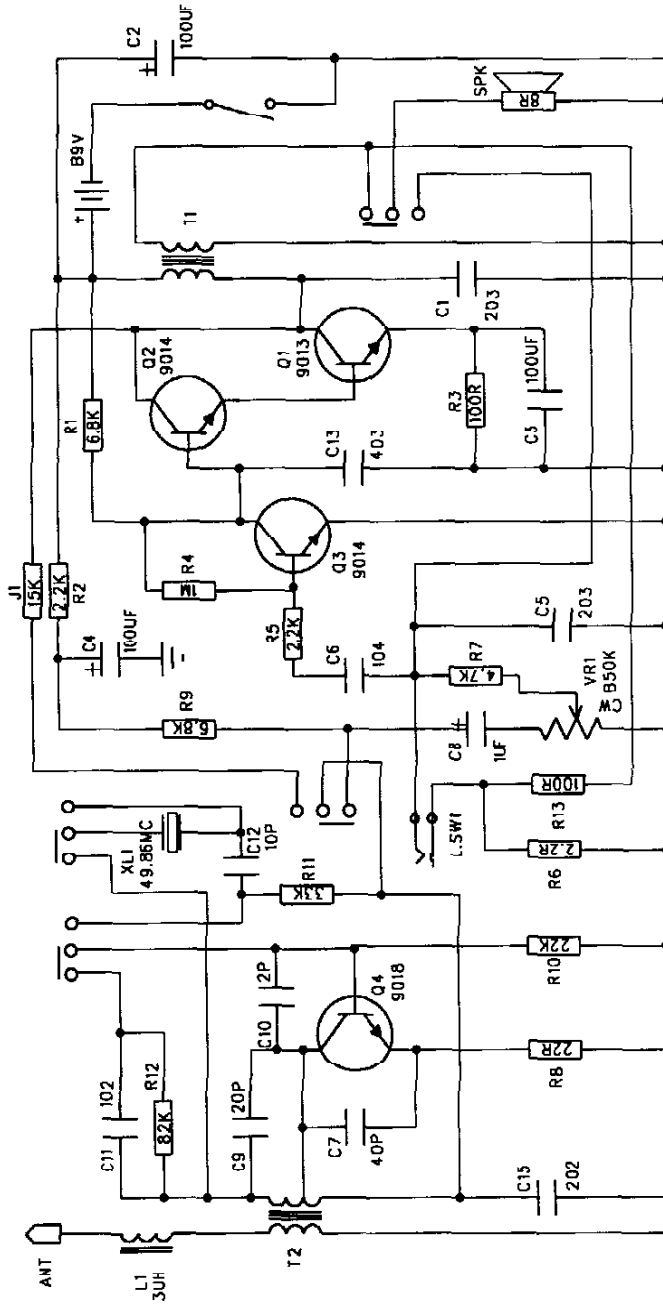 ANT
L1
3UH
T2
C11
102
R12
82K
C9
20P
C7
40P
C15
202
C10
2P
Q4
9018
R8
22R
R10
22K
XL1
49.86MC
C12
10P
R11
33K
L.SW1
R6
2.2R
R13
100R
J1
15K
R2
2.2K
C4
100UF
R9
6.8K
C8
1UF
VR1
B50K
CW
R7
4.7K
C5
203
C6
104
R5
2.2K
R4
1M
Q3
9014
R1
6.8K
Q2
9014
Q1
9013
C13
403
R3
100R
C3
100UF
C1
203
T1
B9V
+
C2
100UF
SPK
8R